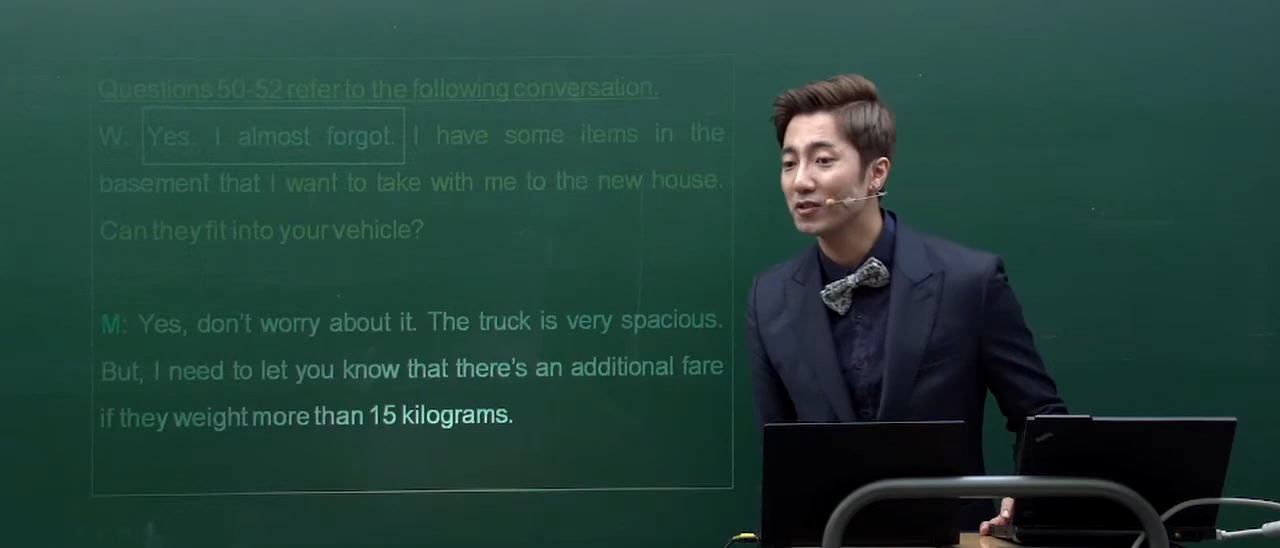 Questions 50-52 refer to the following conversation.
W: Yes. I almost forgot. I have some items in the
basement that I want to take with me to the new house.
Can they fit into your vehicle?
M: Yes, don't worry about it. The truck is very spacious.
But, I need to let you know that there's an additional fare
if they weight more than 15 kilograms.